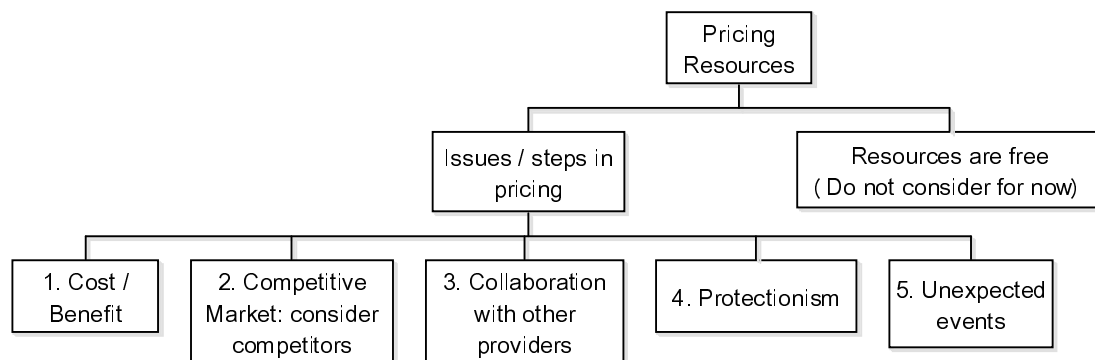 Pricing
Resources
Issues / steps in
pricing
Resources are free
( Do not consider for now)
1. Cost /
Benefit
2. Competitive
Market: consider
competitors
3. Collaboration
with other
providers
4. Protectionism
5. Unexpected
events